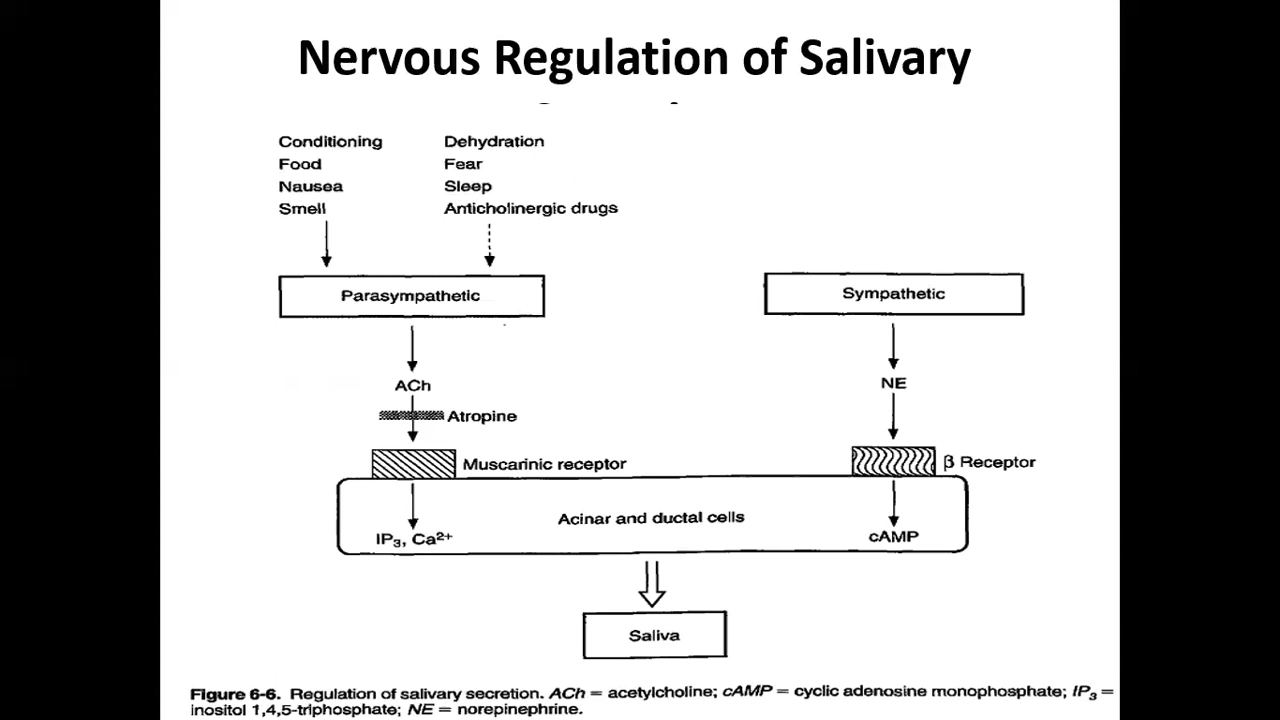 Nervous Regulation of Salivary
Conditioning
Food
Nausea
Smell
Dehydration
Fear
Sleep
Anticholinergic drugs
Parasympathetic
Sympathetic
ACh
NE
Atropine
Muscarinic receptor
β Receptor
Acinar and ductal cells
IP₃, Ca²⁺
cAMP
Saliva
Figure 6-6. Regulation of salivary secretion. ACh = acetylcholine; cAMP = cyclic adenosine monophosphate; IP₃ =
inositol 1,4,5-triphosphate; NE = norepinephrine.